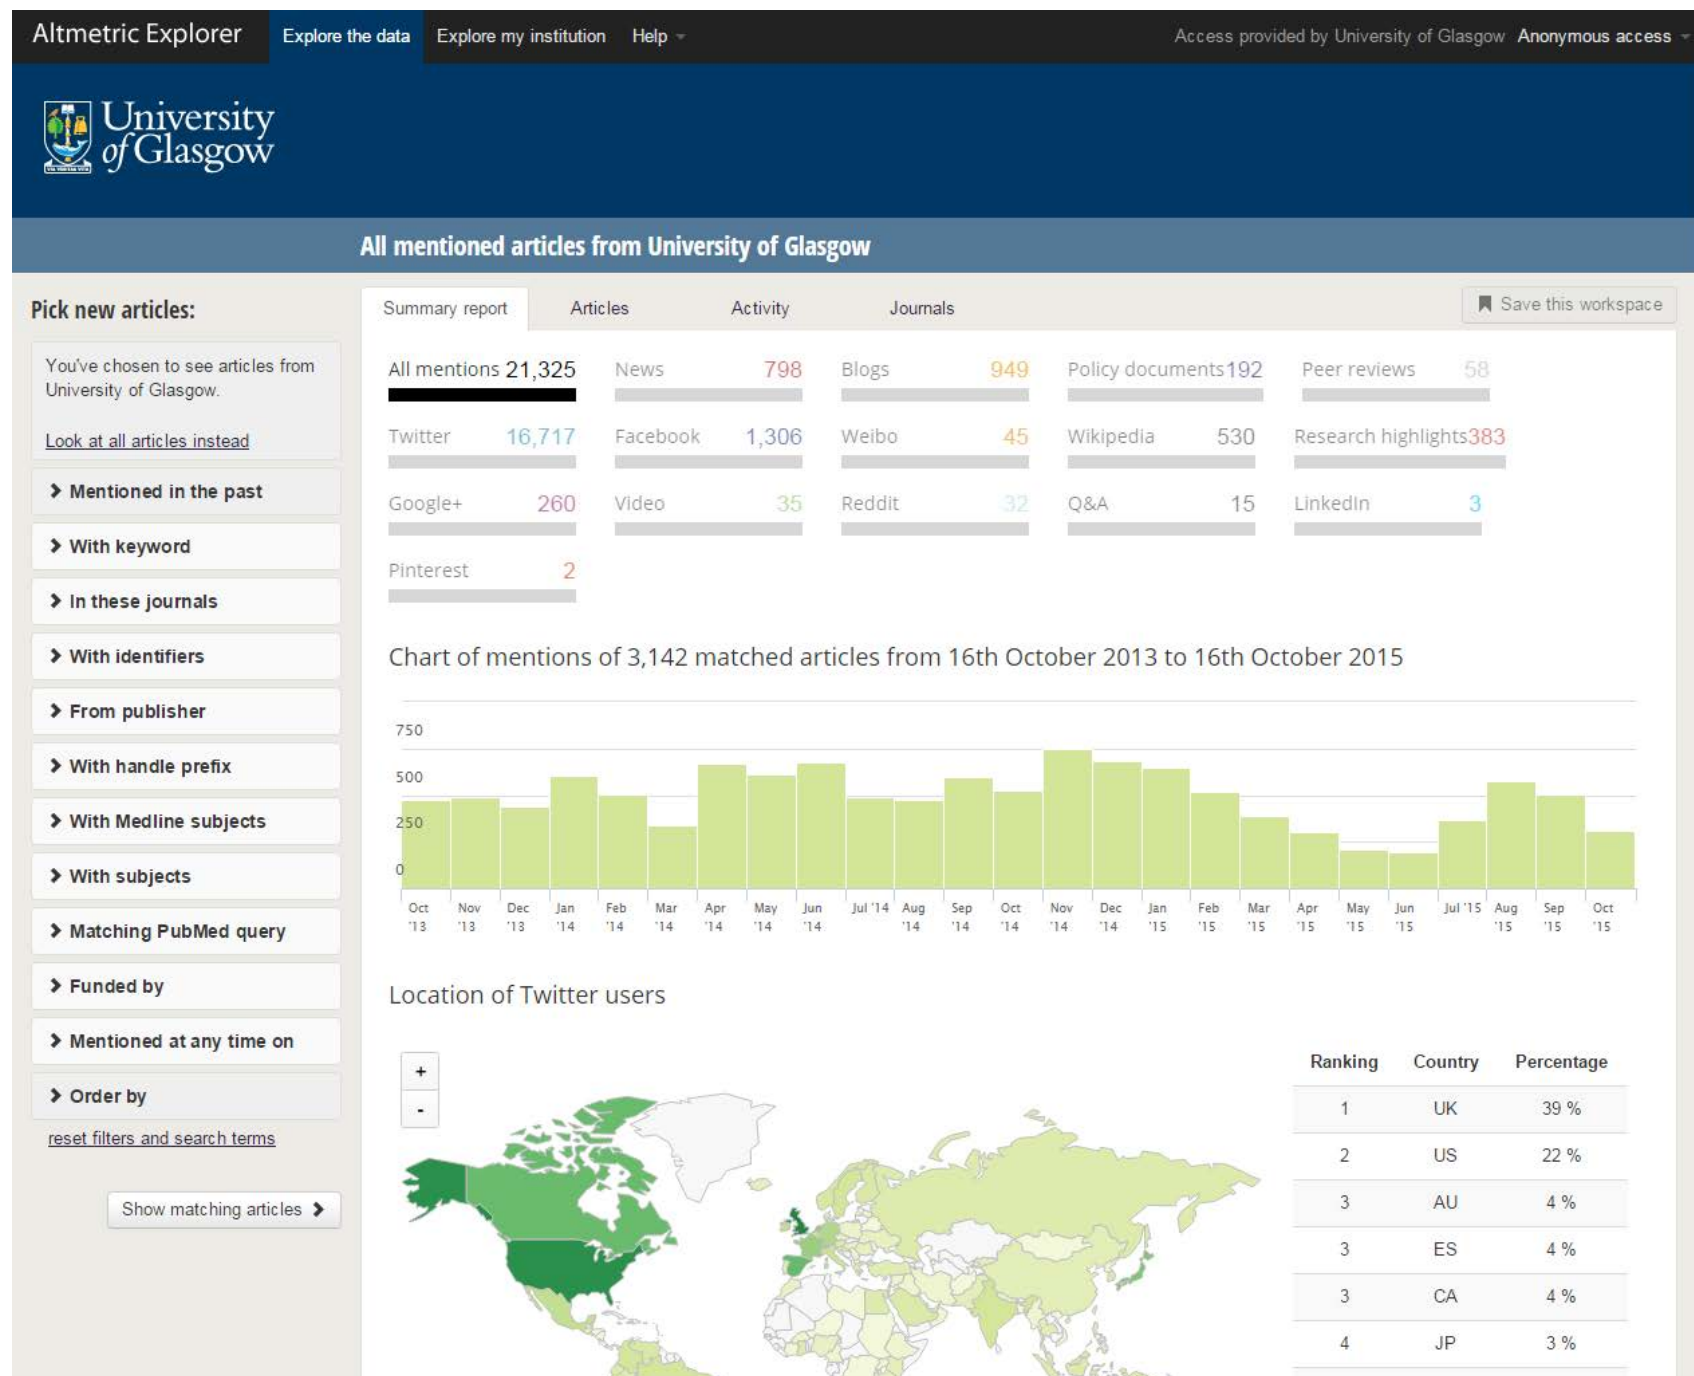 Altmetric Explorer Explore the data Explore my institution Help Access provided by University of Glasgow Anonymous access
University
of Glasgow
All mentioned articles from University of Glasgow
Pick new articles:
You've chosen to see articles from
University of Glasgow.
Look at all articles instead
Mentioned in the past
With keyword
In these journals
With identifiers
From publisher
With handle prefix
With Medline subjects
With subjects
Matching PubMed query
Funded by
Mentioned at any time on
Order by
reset filters and search terms
Show matching articles
Summary report Articles Activity Journals Save this workspace
All mentions 21,325 News 798 Blogs 949 Policy documents 192 Peer reviews 58
Twitter 16,717 Facebook 1,306 Weibo 45 Wikipedia 530 Research highlights 383
Google+ 260 Video 35 Reddit 32 Q&A 15 LinkedIn 3
Pinterest 2
Chart of mentions of 3,142 matched articles from 16th October 2013 to 16th October 2015
750
500
250
0
Oct Nov Dec Jan Feb Mar Apr May Jun Jul '14 Aug Sep Oct Nov Dec Jan Feb Mar Apr May Jun Jul '15 Aug Sep Oct
'13 '13 '13 '14 '14 '14 '14 '14 '14 '14 '14 '14 '14 '14 '15 '15 '15 '15 '15 '15 '15 '15 '15
Location of Twitter users
+
-
Ranking Country Percentage
1 UK 39 %
2 US 22 %
3 AU 4 %
3 ES 4 %
3 CA 4 %
4 JP 3 %